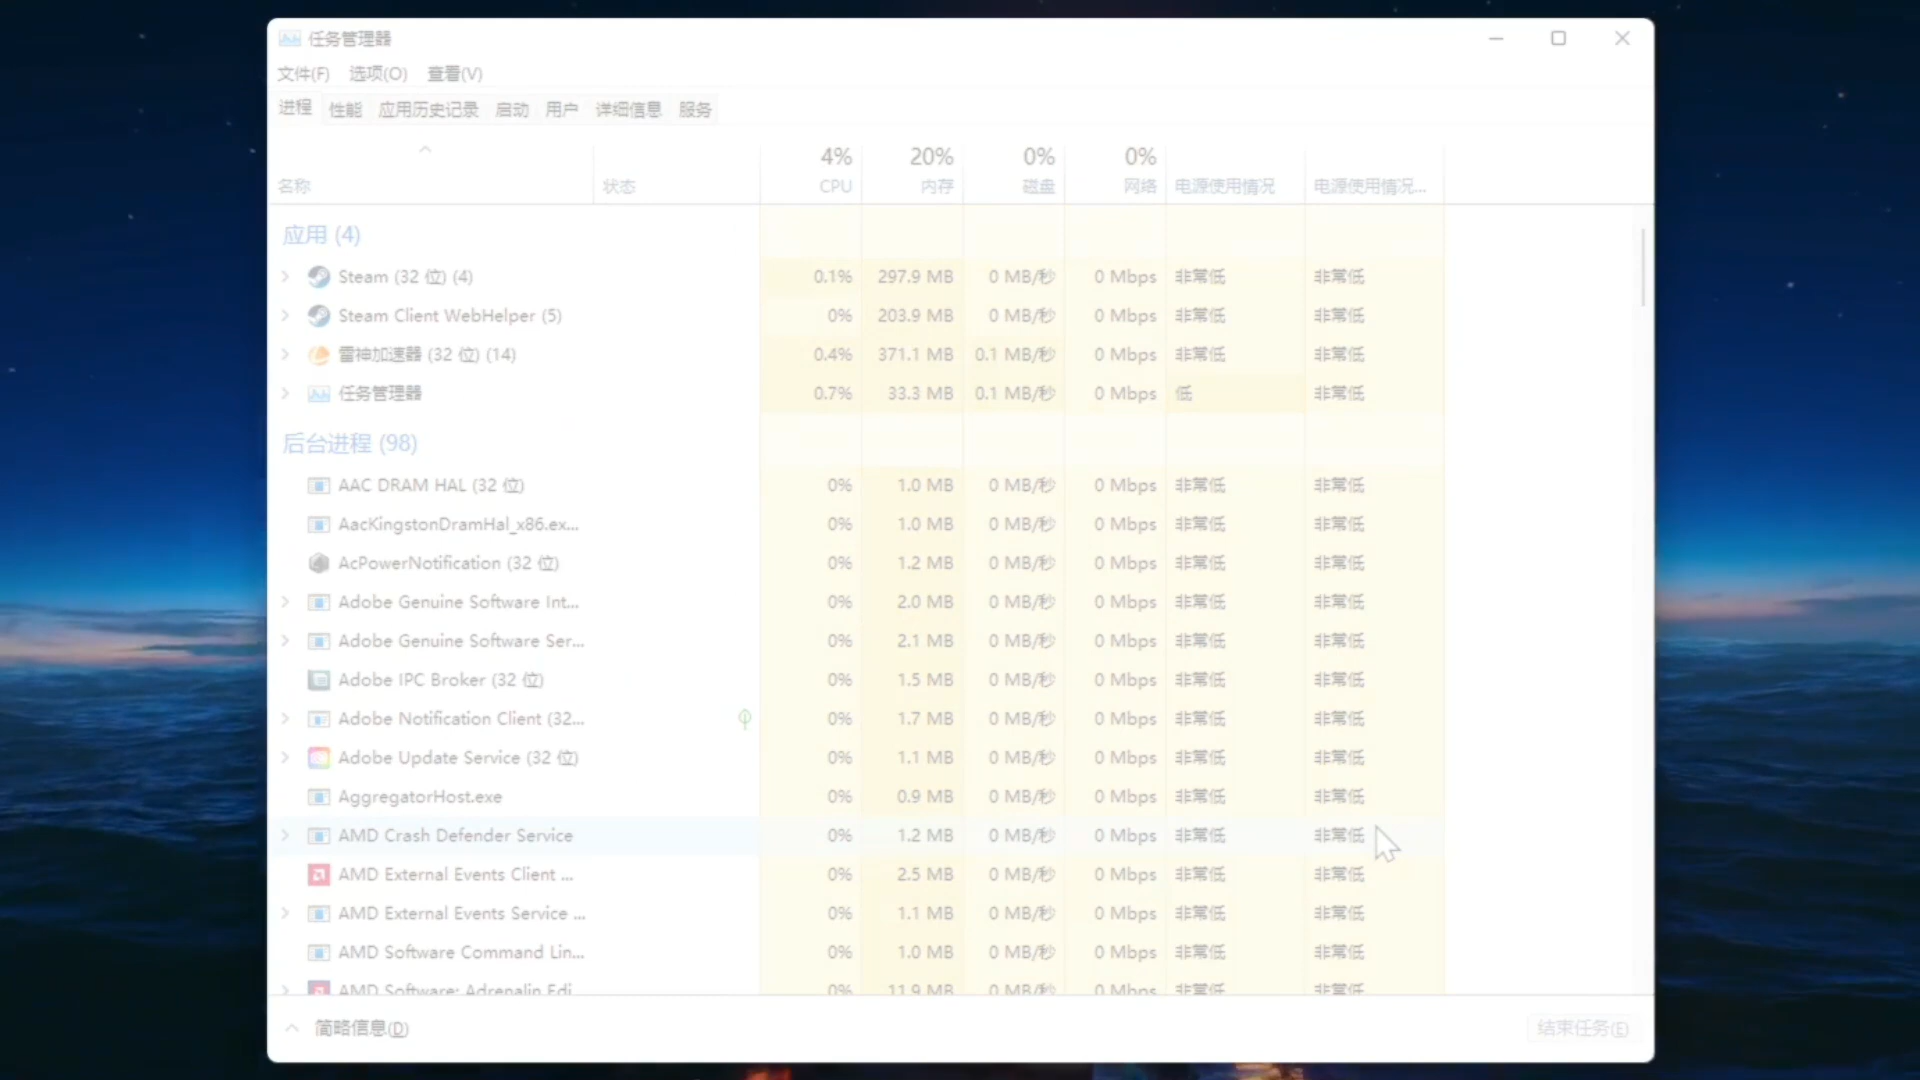 任务管理器
文件(F) 选项(O) 查看(V)
进程 性能 应用历史记录 启动 用户 详细信息 服务
4% 20% 0% 0%
名称 状态 CPU 内存 磁盘 网络 电源使用情况 电源使用情况...
应用 (4)
Steam (32 位) (4) 0.1% 297.9 MB 0 MB/秒 0 Mbps 非常低 非常低
Steam Client WebHelper (5) 0% 203.9 MB 0 MB/秒 0 Mbps 非常低 非常低
雷神加速器 (32 位) (14) 0.4% 371.1 MB 0.1 MB/秒 0 Mbps 非常低 非常低
任务管理器 0.7% 33.3 MB 0.1 MB/秒 0 Mbps 低 非常低
后台进程 (98)
AAC DRAM HAL (32 位) 0% 1.0 MB 0 MB/秒 0 Mbps 非常低 非常低
AacKingstonDramHal_x86.ex... 0% 1.0 MB 0 MB/秒 0 Mbps 非常低 非常低
AcPowerNotification (32 位) 0% 1.2 MB 0 MB/秒 0 Mbps 非常低 非常低
Adobe Genuine Software Int... 0% 2.0 MB 0 MB/秒 0 Mbps 非常低 非常低
Adobe Genuine Software Ser... 0% 2.1 MB 0 MB/秒 0 Mbps 非常低 非常低
Adobe IPC Broker (32 位) 0% 1.5 MB 0 MB/秒 0 Mbps 非常低 非常低
Adobe Notification Client (32... 0% 1.7 MB 0 MB/秒 0 Mbps 非常低 非常低
Adobe Update Service (32 位) 0% 1.1 MB 0 MB/秒 0 Mbps 非常低 非常低
AggregatorHost.exe 0% 0.9 MB 0 MB/秒 0 Mbps 非常低 非常低
AMD Crash Defender Service 0% 1.2 MB 0 MB/秒 0 Mbps 非常低 非常低
AMD External Events Client ... 0% 2.5 MB 0 MB/秒 0 Mbps 非常低 非常低
AMD External Events Service ... 0% 1.1 MB 0 MB/秒 0 Mbps 非常低 非常低
AMD Software Command Lin... 0% 1.0 MB 0 MB/秒 0 Mbps 非常低 非常低
AMD Software: Adrenalin Edi... 0% 11.9 MB 0 MB/秒 0 Mbps 非常低 非常低
简略信息(D) 结束任务(E)